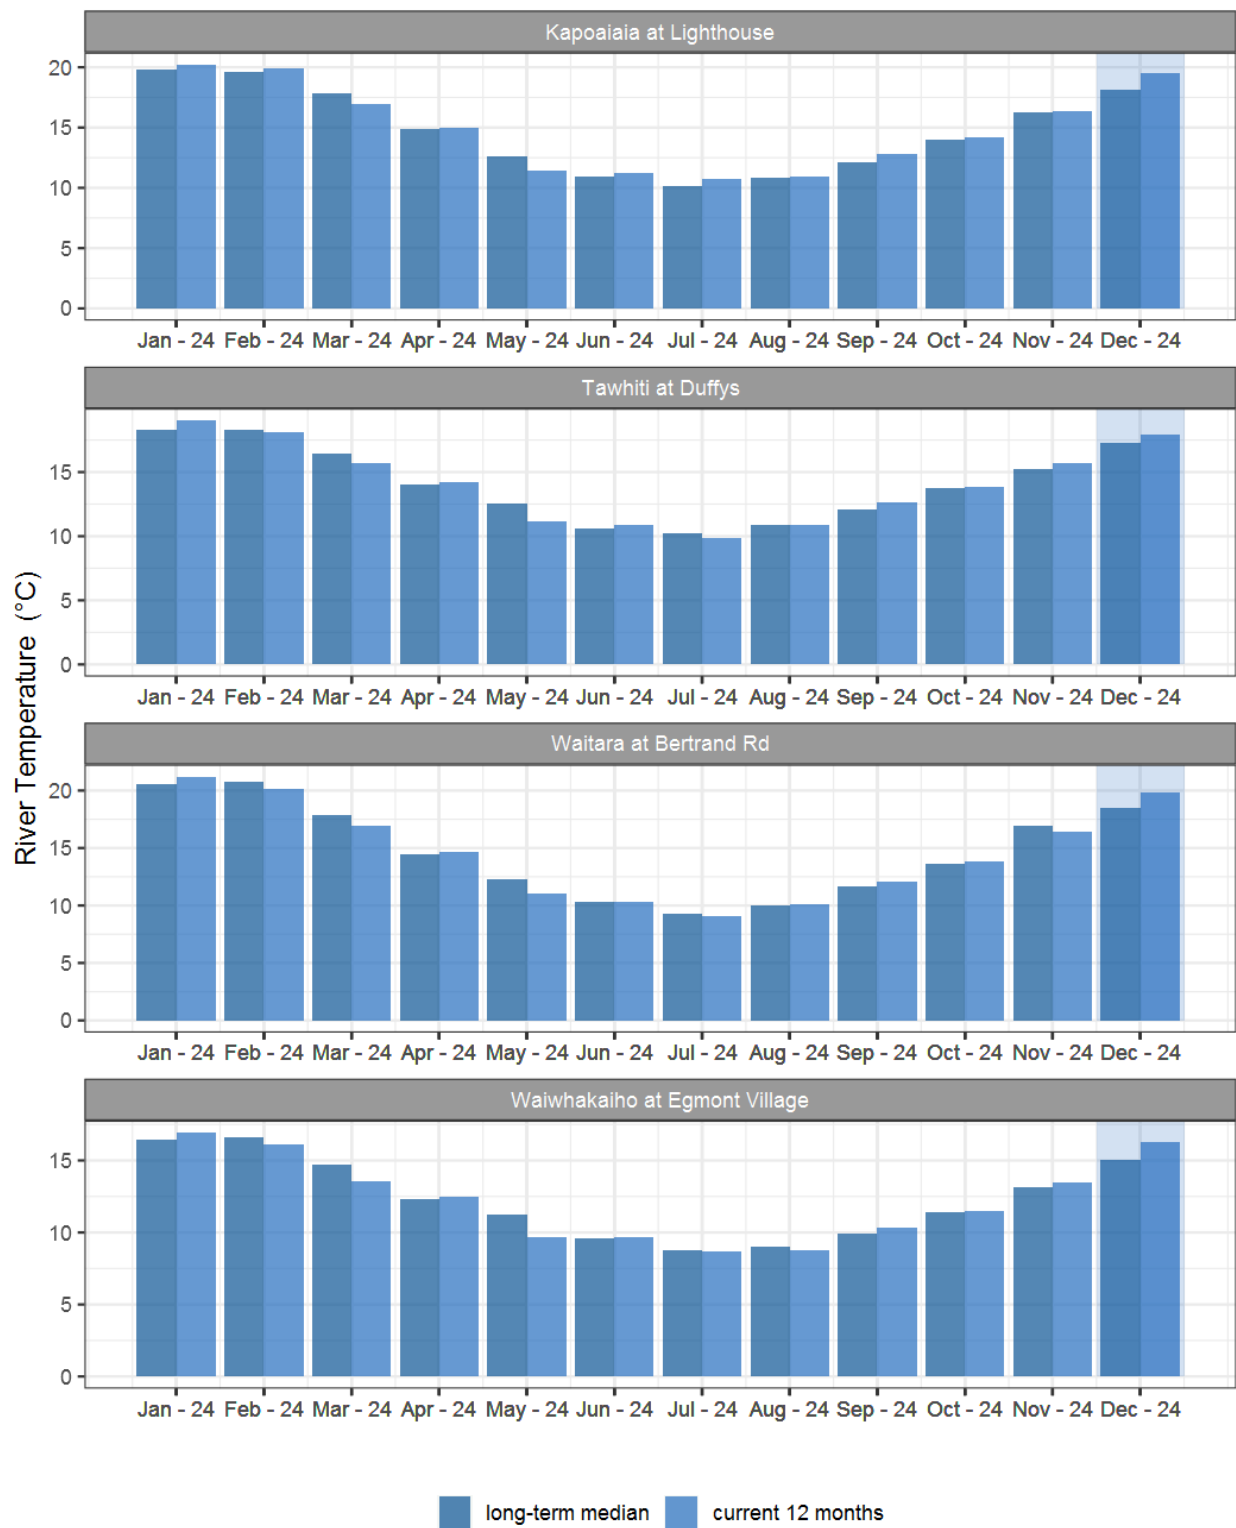 Kapoaiaia at Lighthouse
20
15
10
5
0
Jan - 24 Feb - 24 Mar - 24 Apr - 24 May - 24 Jun - 24 Jul - 24 Aug - 24 Sep - 24 Oct - 24 Nov - 24 Dec - 24
Tawhiti at Duffys
15
10
5
0
Jan - 24 Feb - 24 Mar - 24 Apr - 24 May - 24 Jun - 24 Jul - 24 Aug - 24 Sep - 24 Oct - 24 Nov - 24 Dec - 24
River Temperature (°C)
Waitara at Bertrand Rd
20
15
10
5
0
Jan - 24 Feb - 24 Mar - 24 Apr - 24 May - 24 Jun - 24 Jul - 24 Aug - 24 Sep - 24 Oct - 24 Nov - 24 Dec - 24
Waiwhakaiho at Egmont Village
15
10
5
0
Jan - 24 Feb - 24 Mar - 24 Apr - 24 May - 24 Jun - 24 Jul - 24 Aug - 24 Sep - 24 Oct - 24 Nov - 24 Dec - 24
long-term median current 12 months